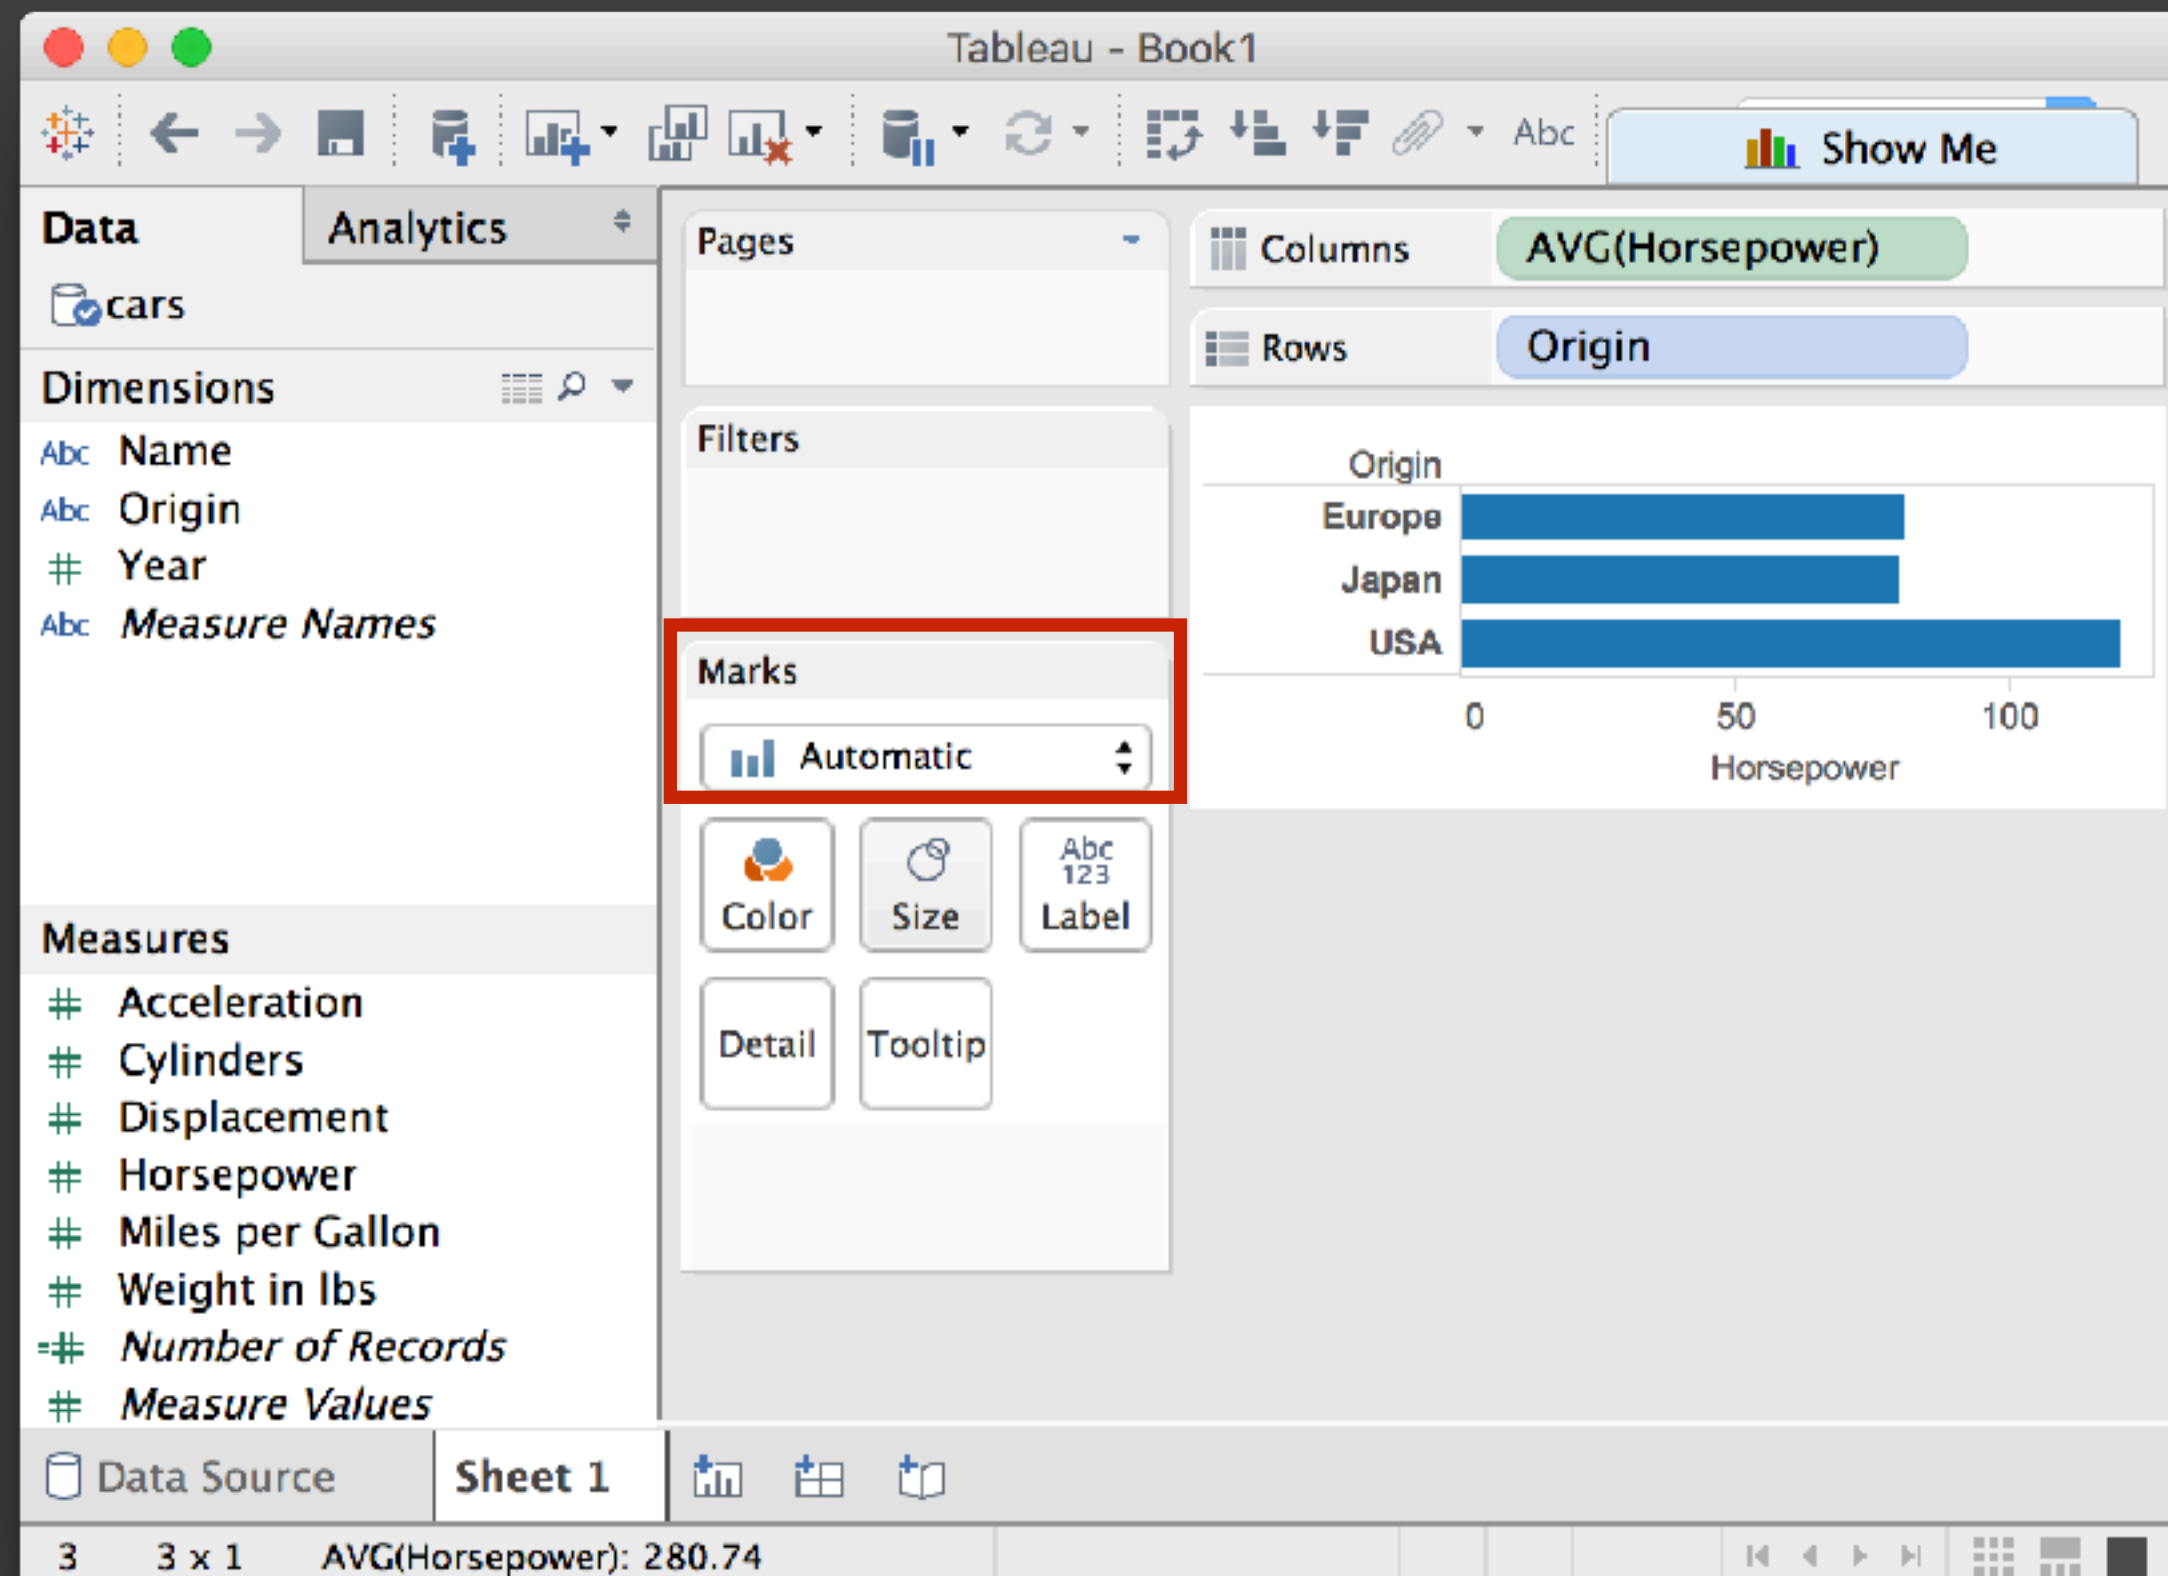 Tableau - Book1
Abc
Show Me
Data
Analytics
cars
Dimensions
Abc Name
Abc Origin
# Year
Abc Measure Names
Measures
# Acceleration
# Cylinders
# Displacement
# Horsepower
# Miles per Gallon
# Weight in lbs
=# Number of Records
# Measure Values
Pages
Filters
Marks
Automatic
Color
Size
Abc
123
Label
Detail
Tooltip
Columns
AVG(Horsepower)
Rows
Origin
Origin
Europe
Japan
USA
0 50 100
Horsepower
Data Source
Sheet 1
3 3 x 1 AVG(Horsepower): 280.74